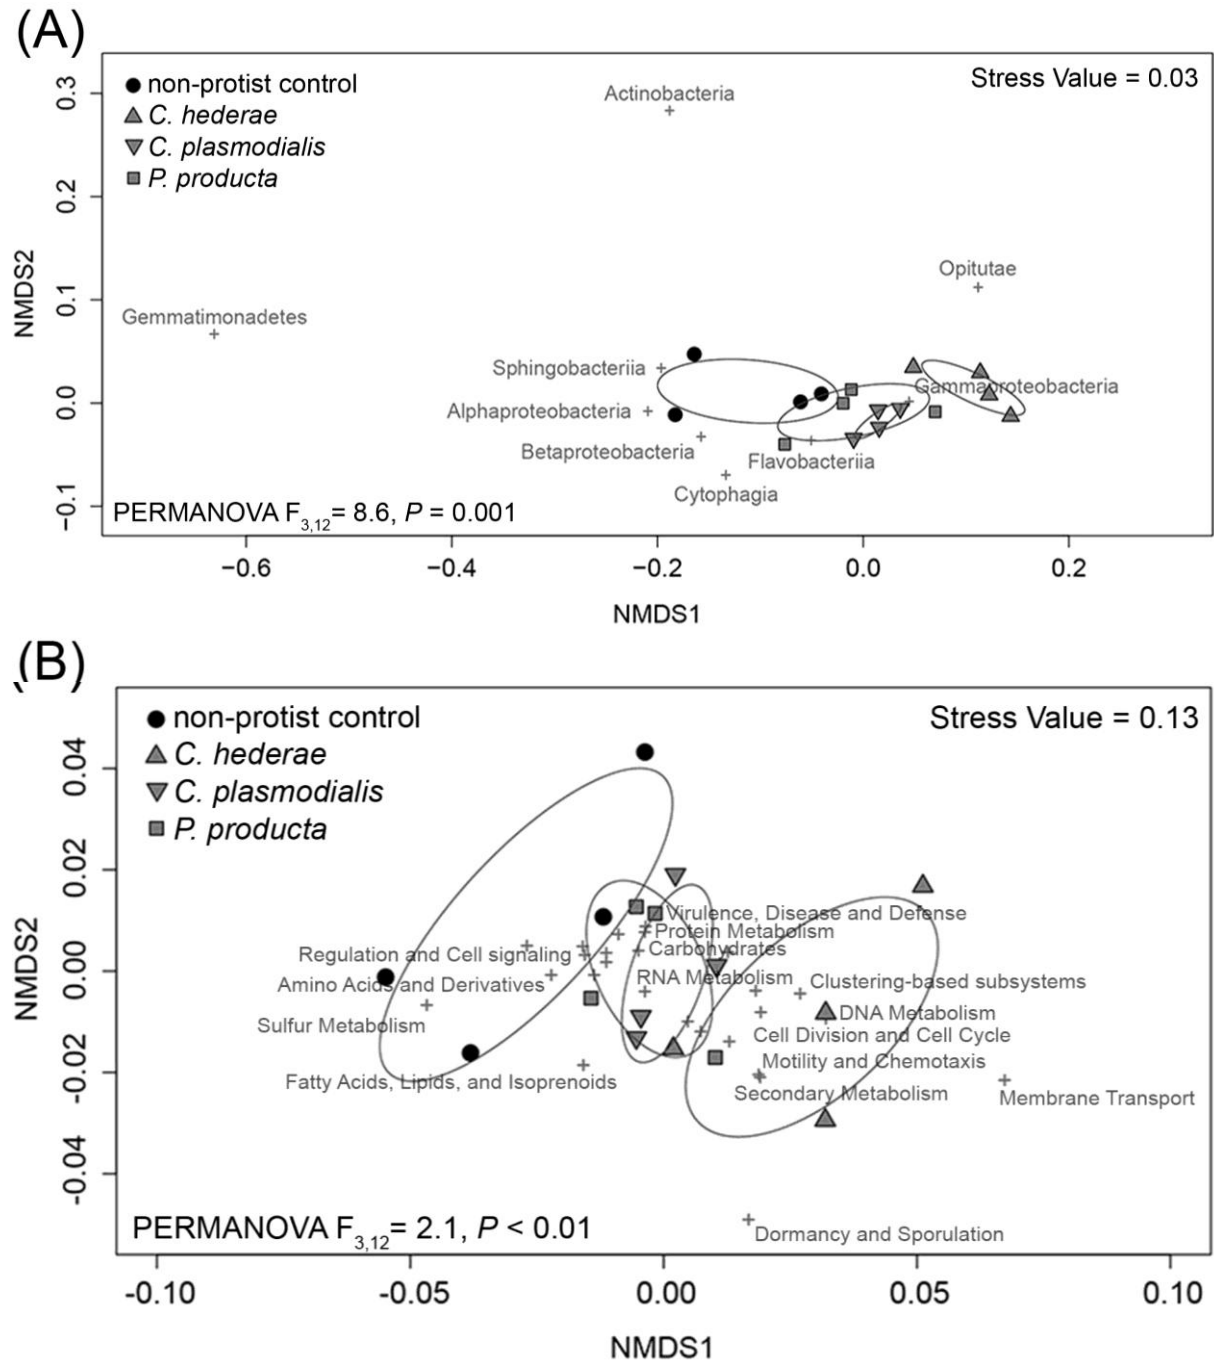 (A)
non-protist control
C. hederae
C. plasmodialis
P. producta
Stress Value = 0.03
Actinobacteria
Opitutae
Gemmatimonadetes
Sphingobacteriia
Gammaproteobacteria
Alphaproteobacteria
Betaproteobacteria
Flavobacteriia
Cytophagia
PERMANOVA F3,12= 8.6, P = 0.001
NMDS2
0.3
0.2
0.1
0.0
−0.1
−0.6
−0.4
−0.2
0.0
0.2
NMDS1
(B)
non-protist control
C. hederae
C. plasmodialis
P. producta
Stress Value = 0.13
Virulence, Disease and Defense
Protein Metabolism
Regulation and Cell signaling
Carbohydrates
Amino Acids and Derivatives
RNA Metabolism
Clustering-based subsystems
Sulfur Metabolism
DNA Metabolism
Cell Division and Cell Cycle
Motility and Chemotaxis
Fatty Acids, Lipids, and Isoprenoids
Secondary Metabolism
Membrane Transport
Dormancy and Sporulation
PERMANOVA F3,12= 2.1, P < 0.01
NMDS2
0.04
0.02
0.00
-0.02
-0.04
-0.10
-0.05
0.00
0.05
0.10
NMDS1